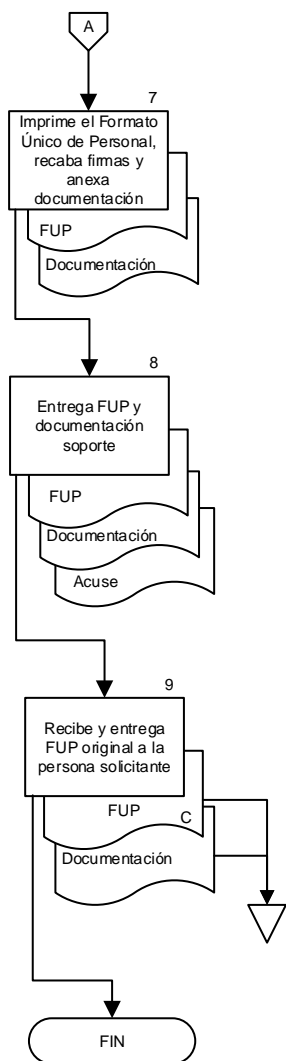 A
7
Imprime el Formato
Único de Personal,
recaba firmas y
anexa
documentación
FUP
Documentación
8
Entrega FUP y
documentación
soporte
FUP
Documentación
Acuse
9
Recibe y entrega
FUP original a la
persona solicitante
FUP
C
Documentación
FIN